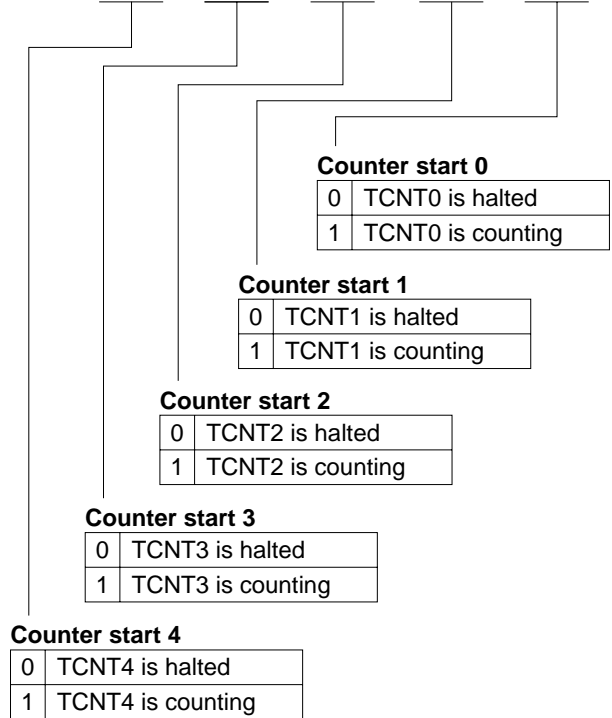 Counter start 0
0 TCNT0 is halted
1 TCNT0 is counting
Counter start 1
0 TCNT1 is halted
1 TCNT1 is counting
Counter start 2
0 TCNT2 is halted
1 TCNT2 is counting
Counter start 3
0 TCNT3 is halted
1 TCNT3 is counting
Counter start 4
0 TCNT4 is halted
1 TCNT4 is counting